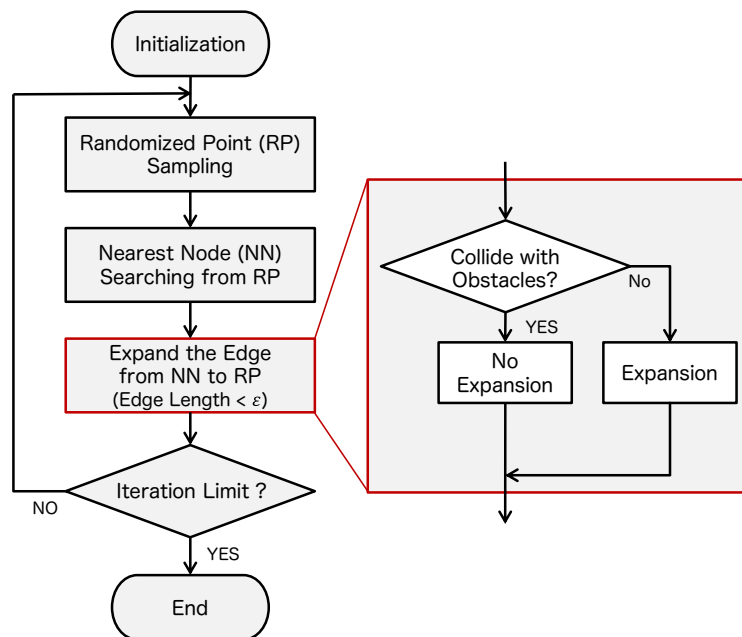 Initialization
Randomized Point (RP)
Sampling
Nearest Node (NN)
Searching from RP
Expand the Edge
from NN to RP
(Edge Length < ε)
Iteration Limit ?
NO
YES
End
Collide with
Obstacles?
No
YES
No
Expansion
Expansion